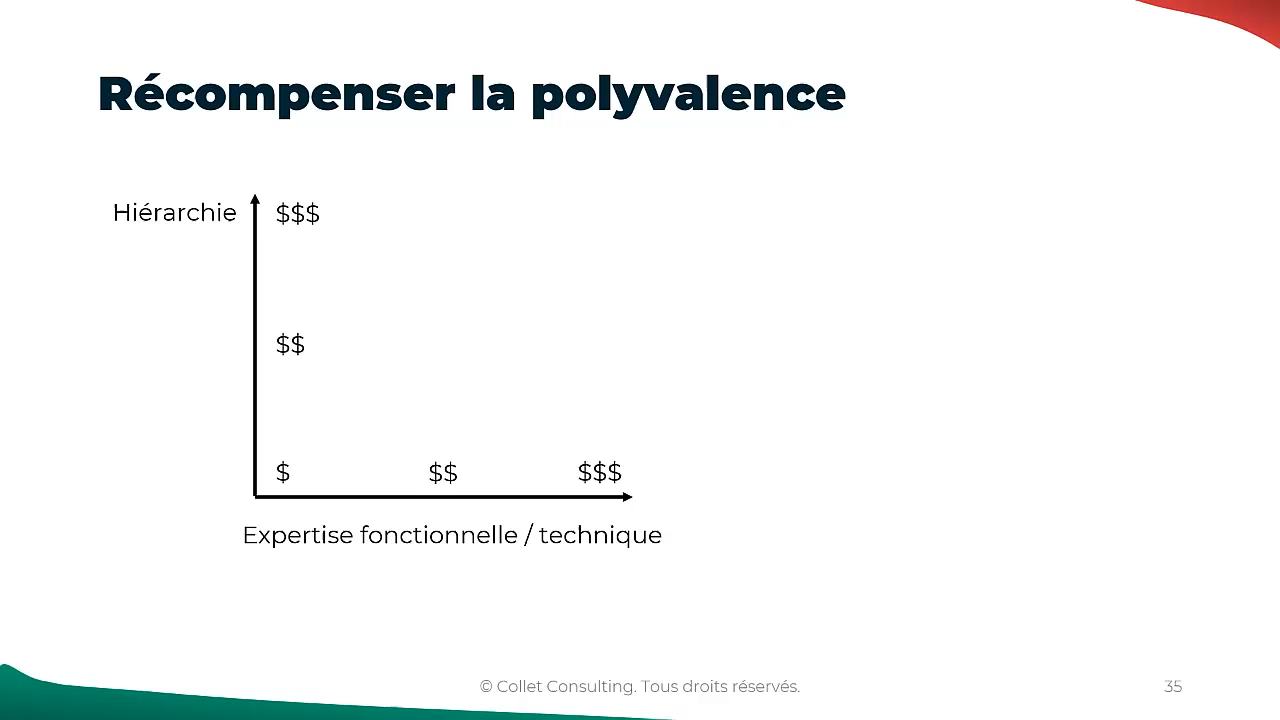 Récompenser la polyvalence
Hiérarchie $$$
$$
$ $$ $$$
Expertise fonctionnelle / technique
© Collet Consulting. Tous droits réservés. 35